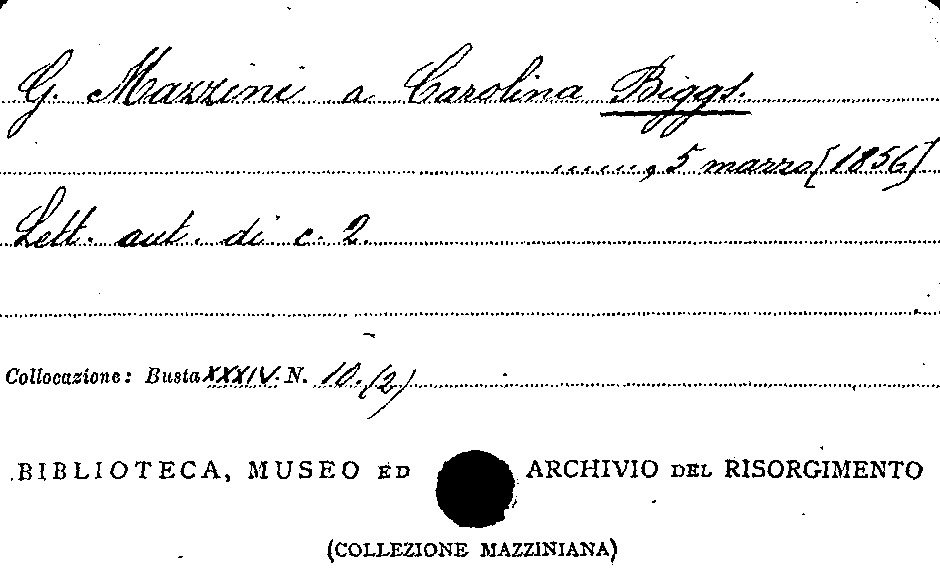 G. Mazzini a Carolina Biggs.
......., 5 marzo [1856]
Lett. aut. di c. 2.
Collocazione: Busta XXXIV. N. 10. (2)
BIBLIOTECA, MUSEO ED ARCHIVIO DEL RISORGIMENTO
(COLLEZIONE MAZZINIANA)